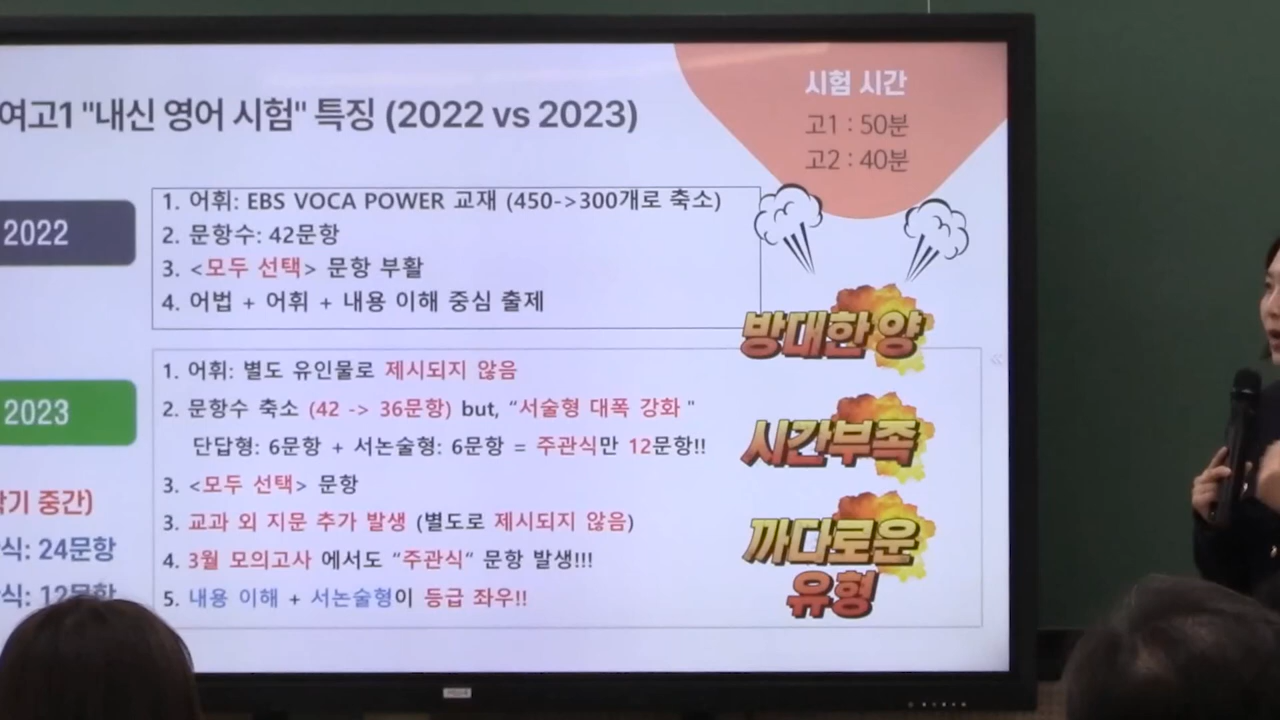 여고1 "내신 영어 시험" 특징 (2022 vs 2023)
시험 시간
고1 : 50분
고2 : 40분
2022
1. 어휘: EBS VOCA POWER 교재 (450->300개로 축소)
2. 문항수: 42문항
3. <모두 선택> 문항 부활
4. 어법 + 어휘 + 내용 이해 중심 출제
방대한 양
2023
1. 어휘: 별도 유인물로 제시되지 않음
2. 문항수 축소 (42 -> 36문항) but, “서술형 대폭 강화 "
단답형: 6문항 + 서논술형: 6문항 = 주관식만 12문항!!
3. <모두 선택> 문항
3. 교과 외 지문 추가 발생 (별도로 제시되지 않음)
4. 3월 모의고사 에서도 “주관식“ 문항 발생!!!
5. 내용 이해 + 서논술형이 등급 좌우!!
시간부족
까다로운
유형
중간)
식: 24문항
식: 12문항